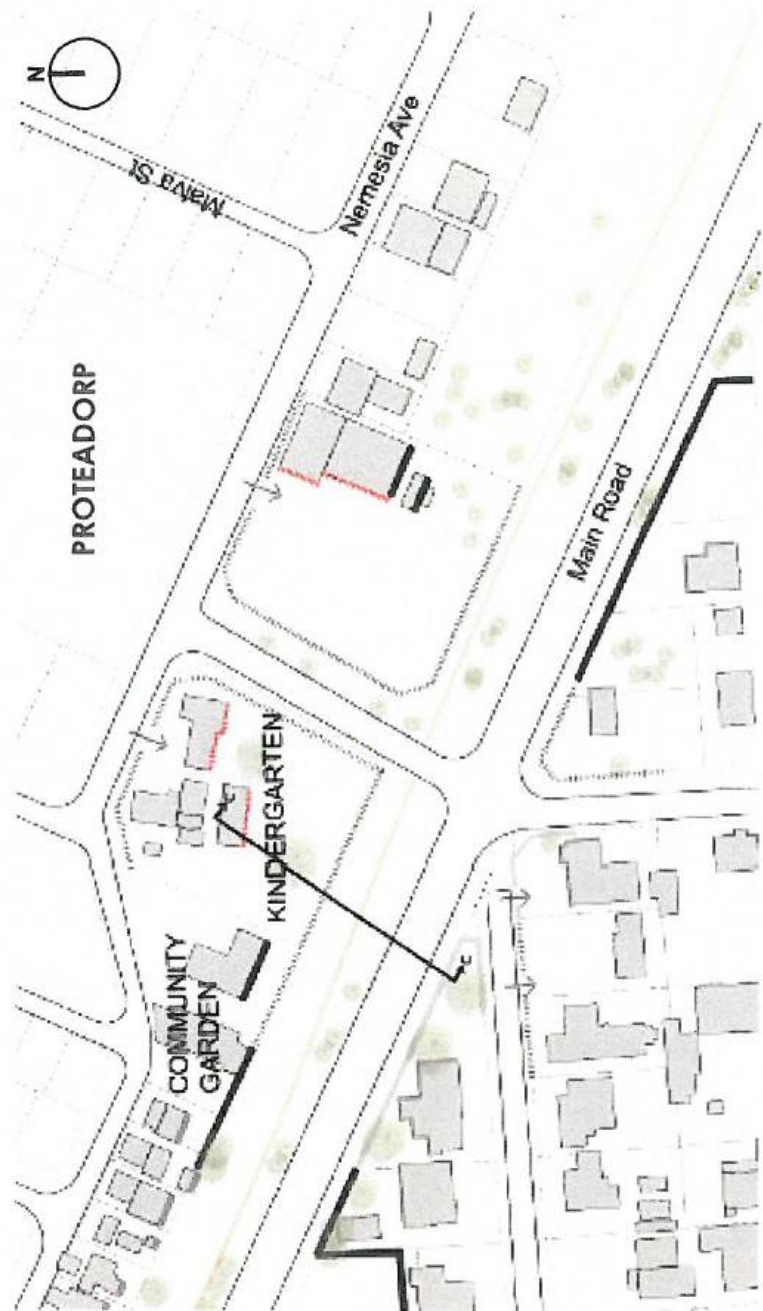 N
Malva St
Nemesia Ave
PROTEADORP
Main Road
KINDERGARTEN
COMMUNITY
GARDEN
c
c